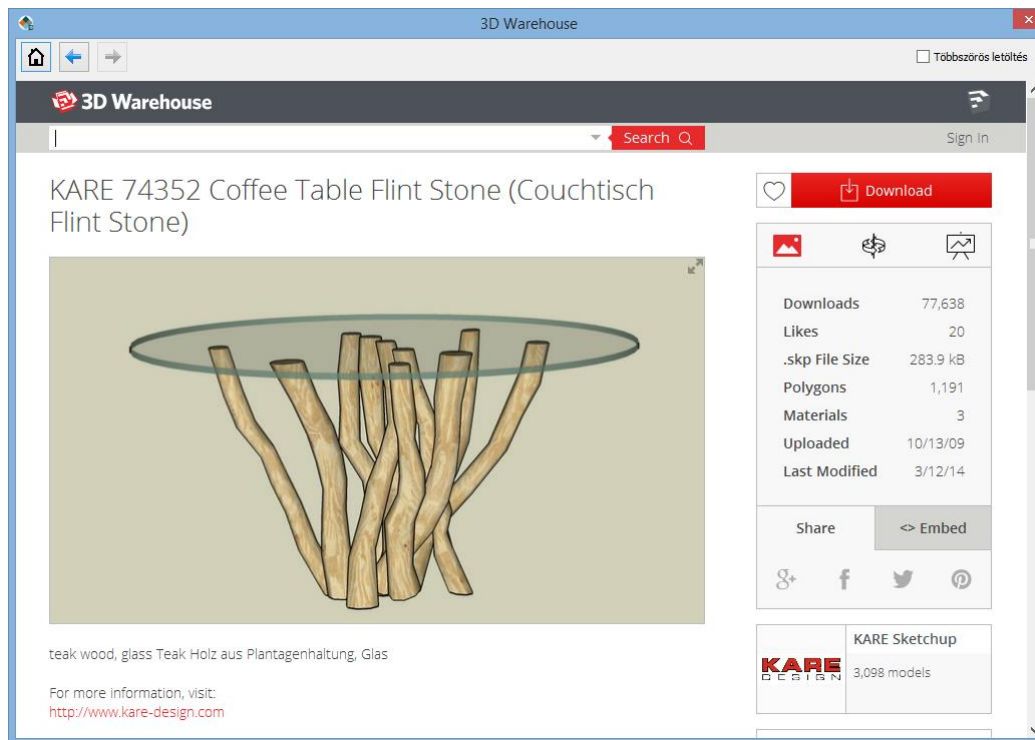 3D Warehouse
Többszörös letöltés
3D Warehouse
Search
Sign In
KARE 74352 Coffee Table Flint Stone (Couchtisch
Flint Stone)
Download
Downloads 77,638
Likes 20
.skp File Size 283.9 kB
Polygons 1,191
Materials 3
Uploaded 10/13/09
Last Modified 3/12/14
Share <> Embed
g+ f
teak wood, glass Teak Holz aus Plantagenhaltung, Glas
For more information, visit:
http://www.kare-design.com
KARE
DESIGN
KARE Sketchup
3,098 models